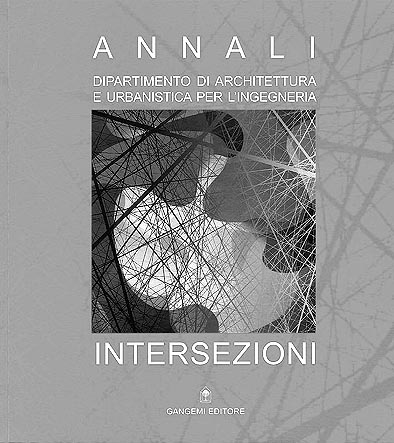 ANNALI
DIPARTIMENTO DI ARCHITETTURA
E URBANISTICA PER L'INGEGNERIA
INTERSEZIONI
GANGEMI EDITORE